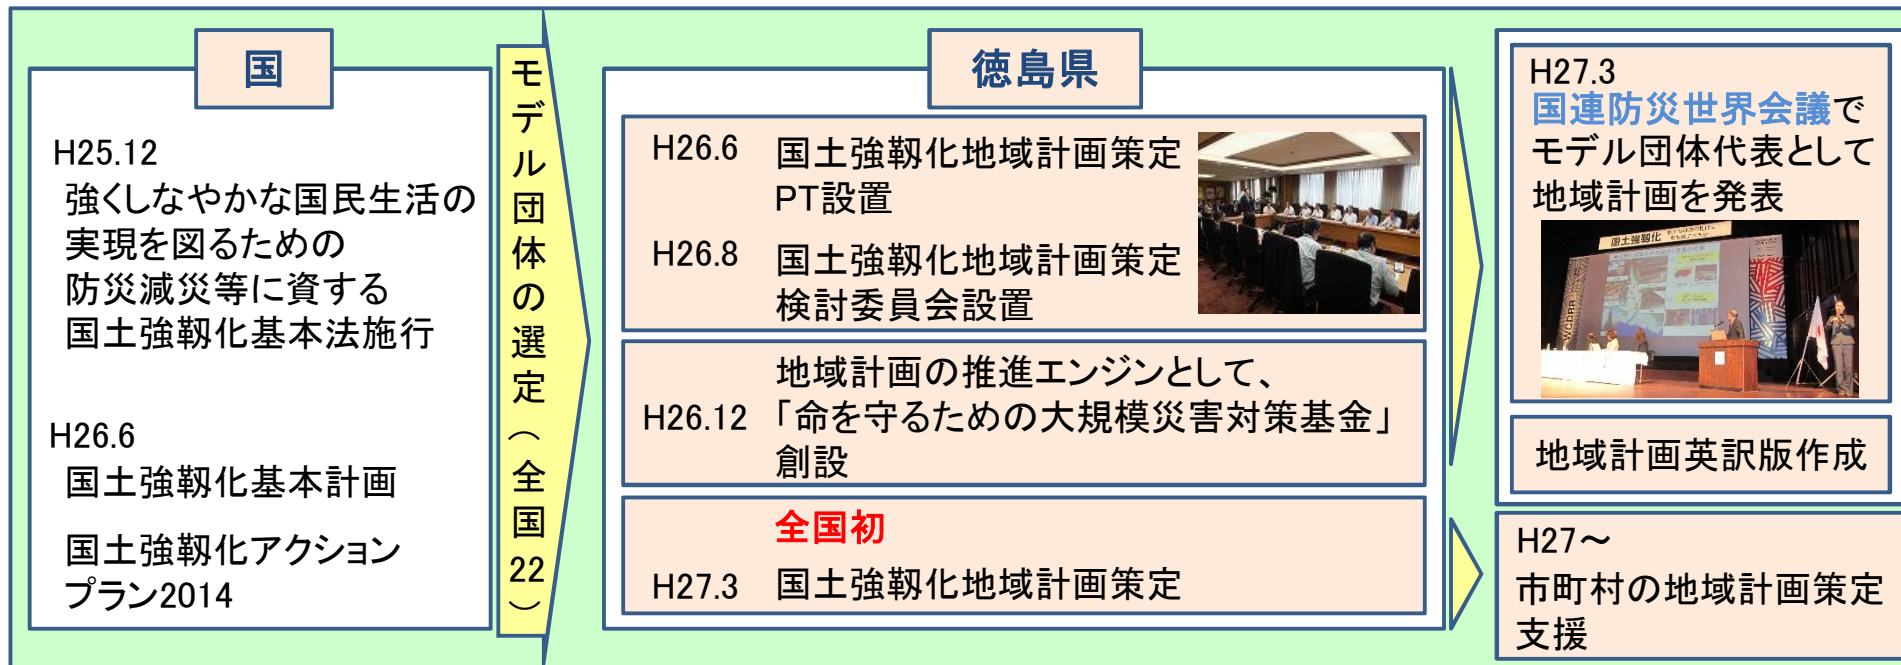 国
H25.12
強くしなやかな国民生活の
実現を図るための
防災減災等に資する
国土強靱化基本法施行
H26.6
国土強靱化基本計画
国土強靱化アクション
プラン2014
モデル団体の選定（全国22）
徳島県
H26.6 国土強靱化地域計画策定
PT設置
H26.8 国土強靱化地域計画策定
検討委員会設置
地域計画の推進エンジンとして、
H26.12 「命を守るための大規模災害対策基金」
創設
全国初
H27.3 国土強靱化地域計画策定
H27.3
国連防災世界会議で
モデル団体代表として
地域計画を発表
国土強靱化
WCDRR
地域計画英訳版作成
H27～
市町村の地域計画策定
支援